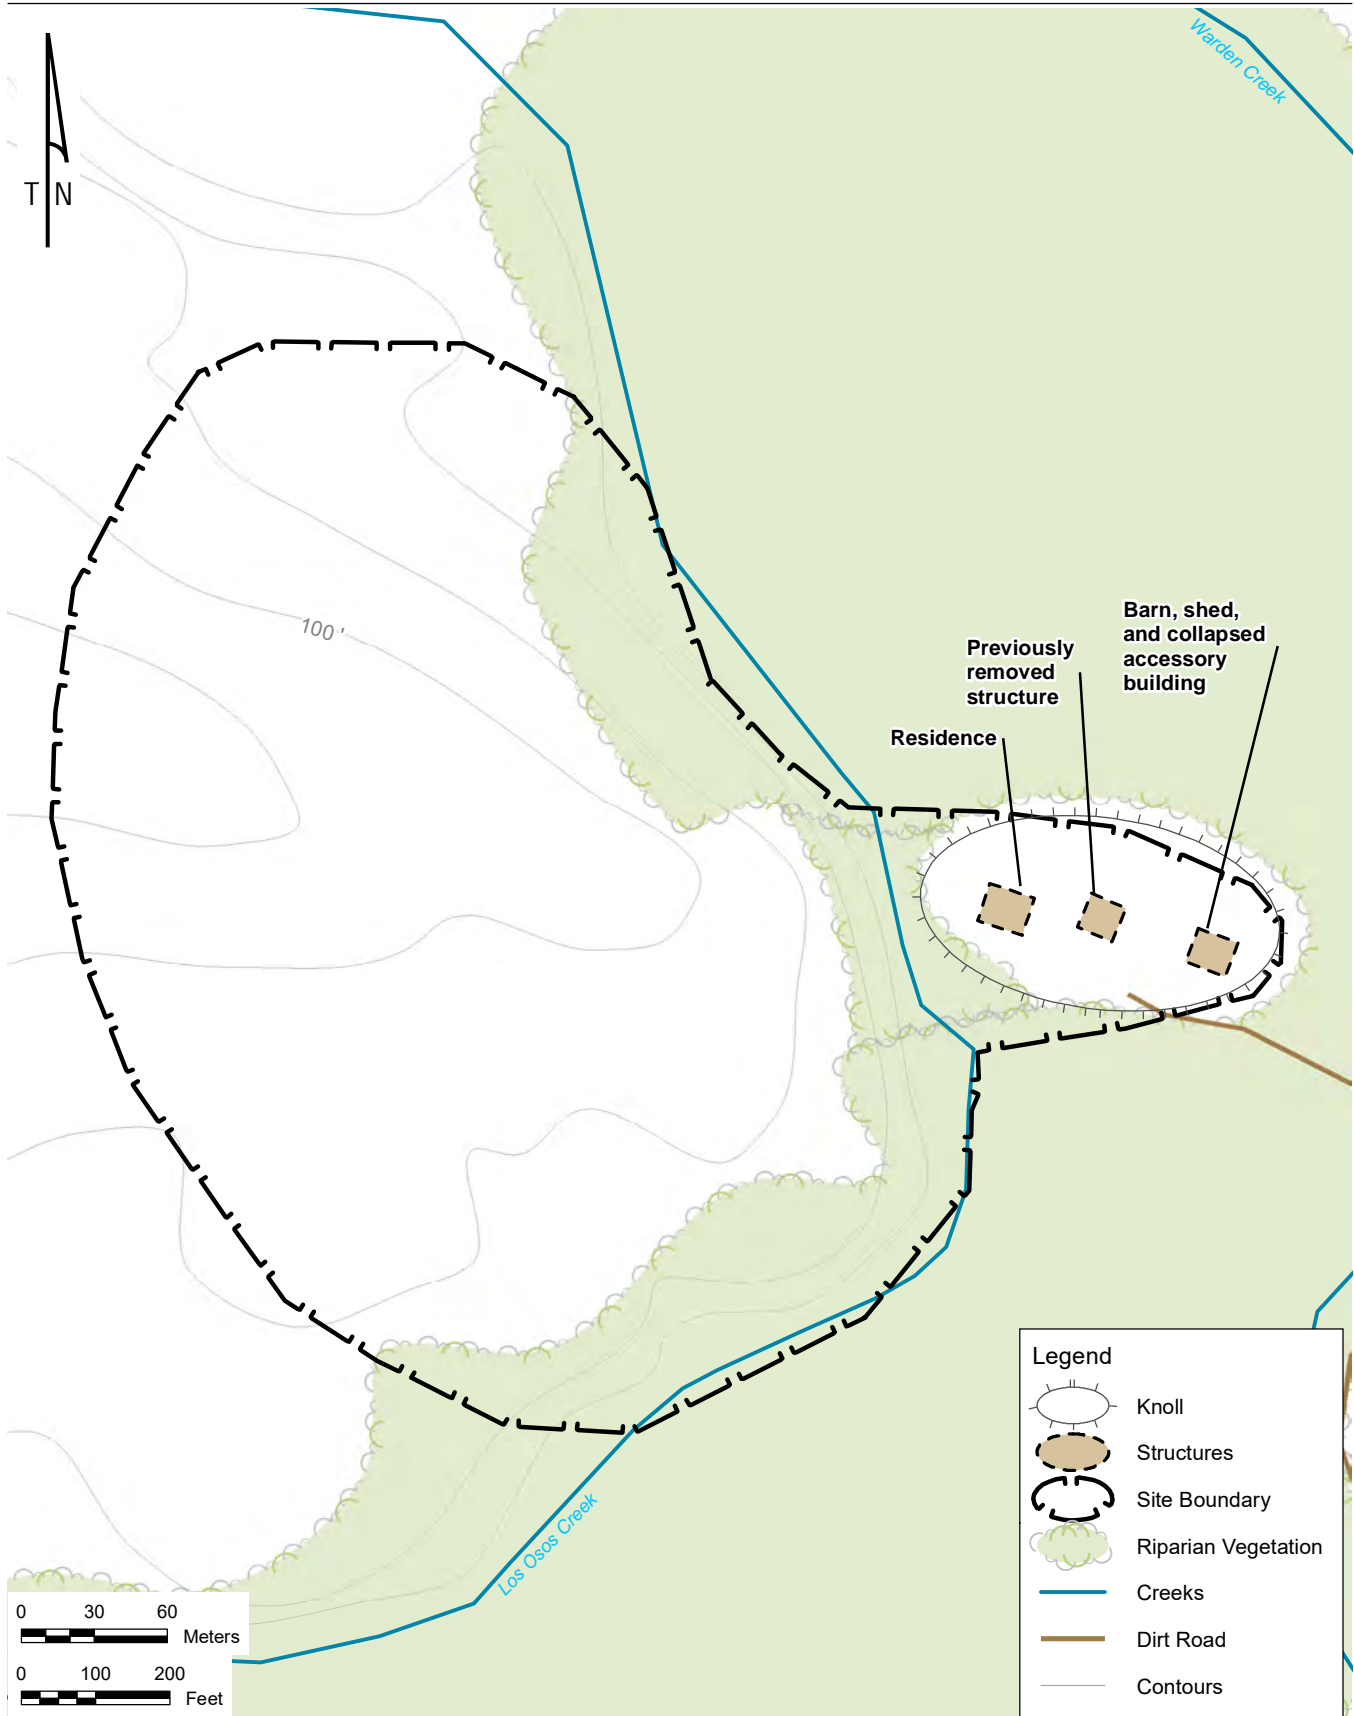 Warden Creek
T N
100'
Barn, shed,
and collapsed
accessory
building
Previously
removed
structure
Residence
Los Osos Creek
Legend
Knoll
Structures
Site Boundary
Riparian Vegetation
Creeks
Dirt Road
Contours
0 30 60
Meters
0 100 200
Feet